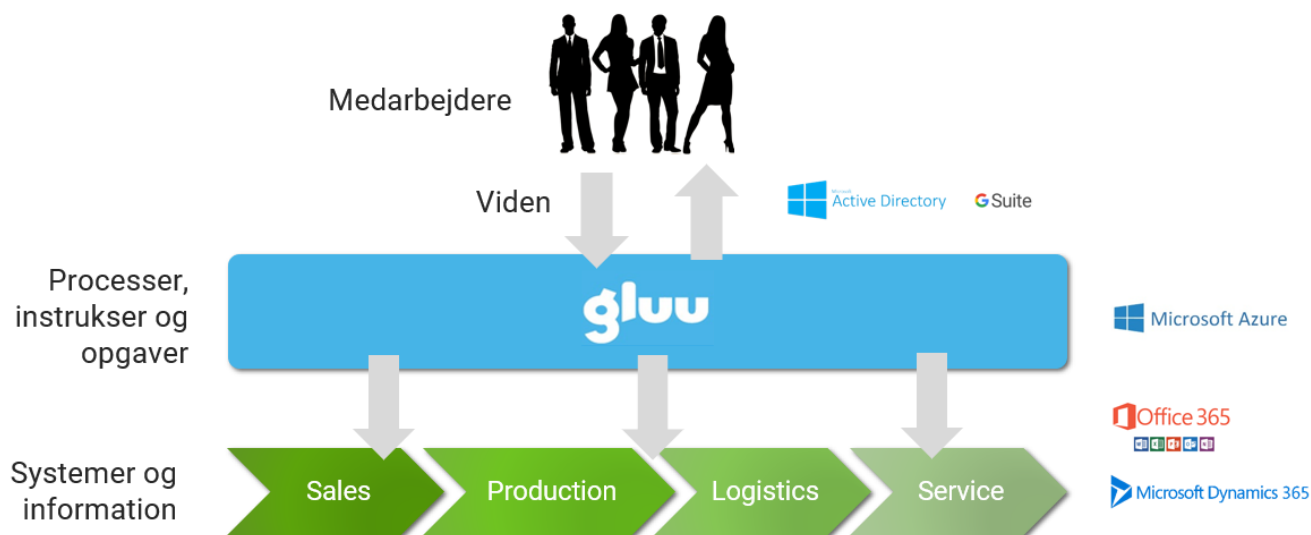 Medarbejdere
Viden
Microsoft
Active Directory
G Suite
Processer,
instrukser og
opgaver
gluu
Microsoft Azure
Office 365
Systemer og
information
Sales
Production
Logistics
Service
Microsoft Dynamics 365